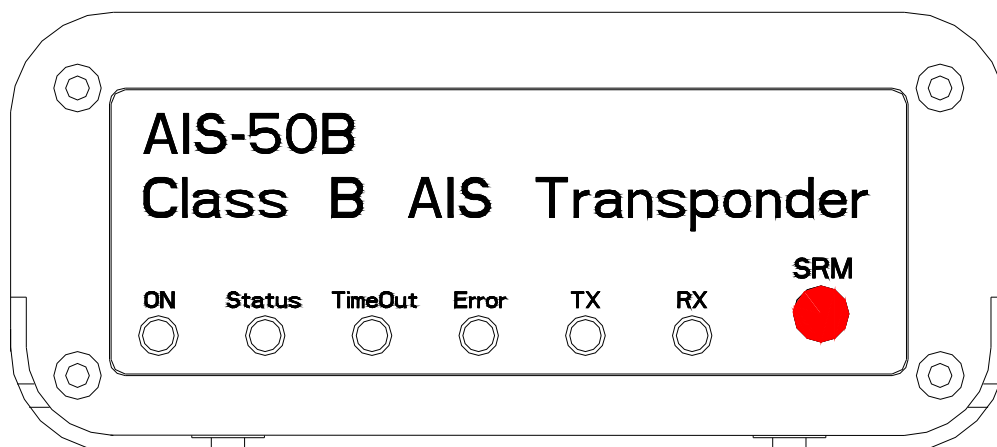 AIS-50B
Class B AIS Transponder
SRM
ON Status TimeOut Error TX RX